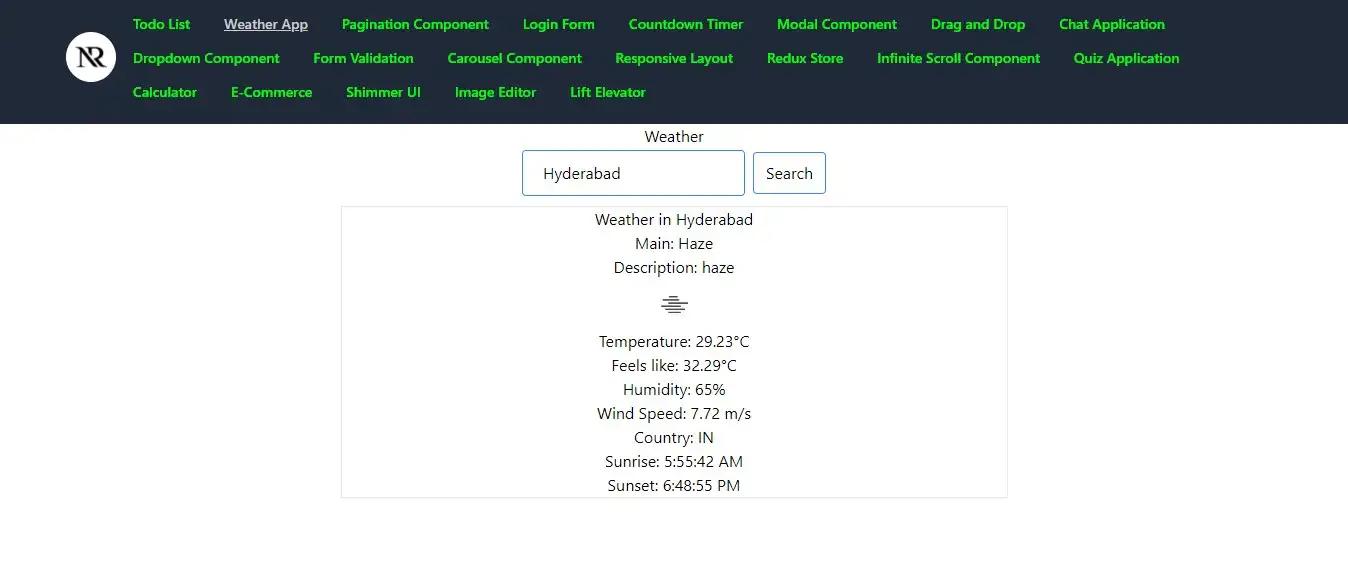 Todo List Weather App Pagination Component Login Form Countdown Timer Modal Component Drag and Drop Chat Application
NR
Dropdown Component Form Validation Carousel Component Responsive Layout Redux Store Infinite Scroll Component Quiz Application
Calculator E-Commerce Shimmer UI Image Editor Lift Elevator
Weather
Hyderabad Search
Weather in Hyderabad
Main: Haze
Description: haze
Temperature: 29.23°C
Feels like: 32.29°C
Humidity: 65%
Wind Speed: 7.72 m/s
Country: IN
Sunrise: 5:55:42 AM
Sunset: 6:48:55 PM